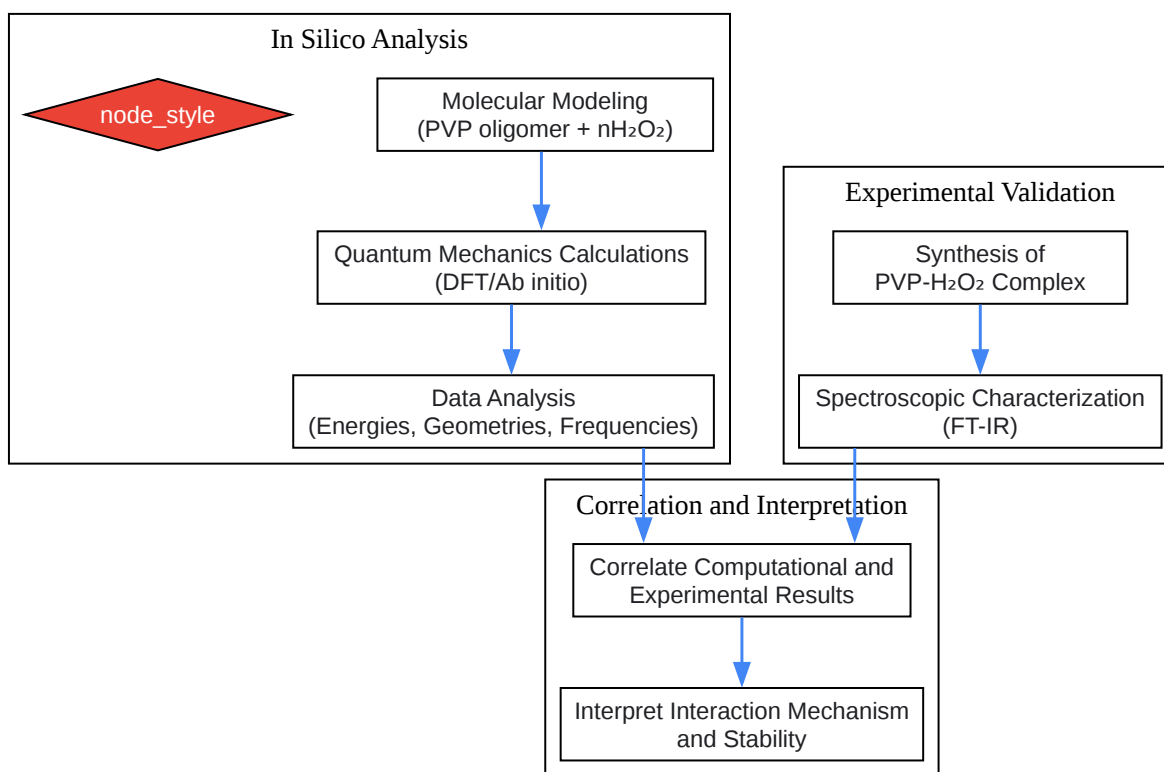 In Silico Analysis
node_style
Molecular Modeling
(PVP oligomer + nH₂O₂)
Quantum Mechanics Calculations
(DFT/Ab initio)
Data Analysis
(Energies, Geometries, Frequencies)
Experimental Validation
Synthesis of
PVP-H₂O₂ Complex
Spectroscopic Characterization
(FT-IR)
Correlation and Interpretation
Correlate Computational and
Experimental Results
Interpret Interaction Mechanism
and Stability